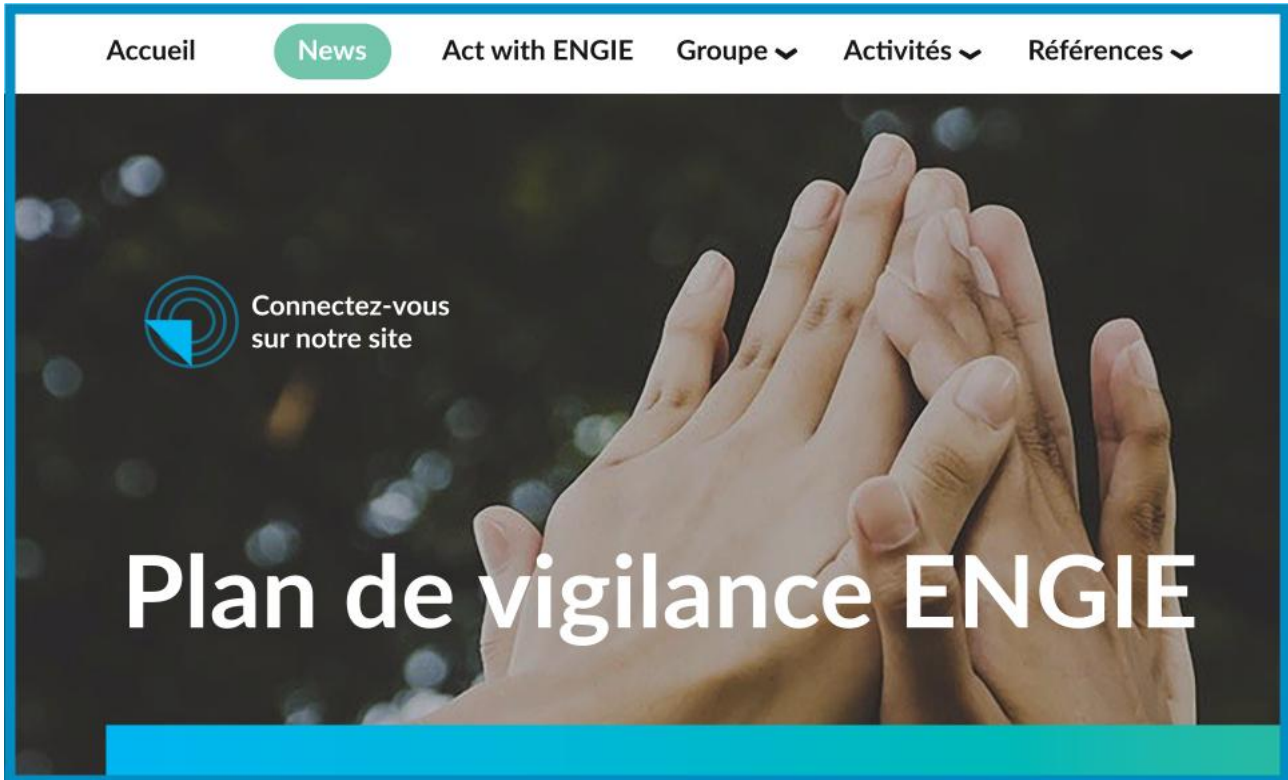 Accueil News Act with ENGIE Groupe Activités Références
Connectez-vous
sur notre site
Plan de vigilance ENGIE